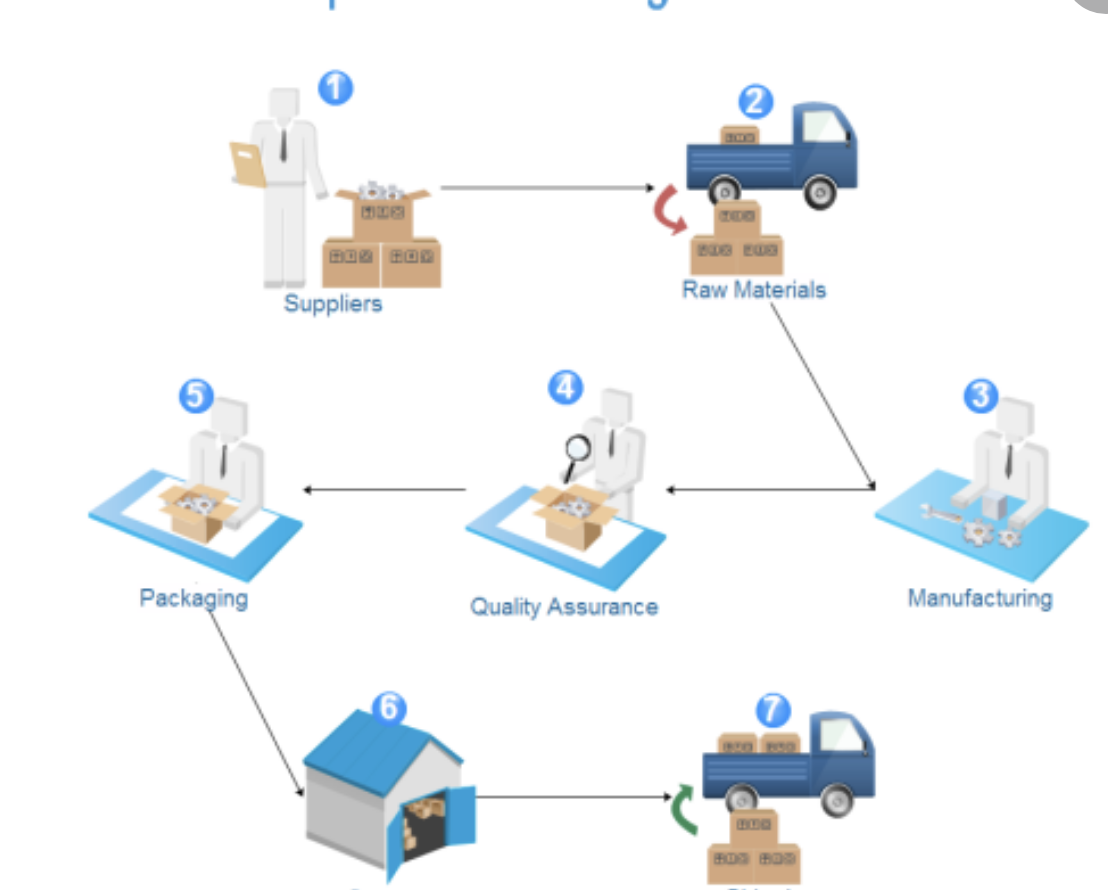 1
2
Suppliers
Raw Materials
5
4
3
Packaging
Quality Assurance
Manufacturing
6
7